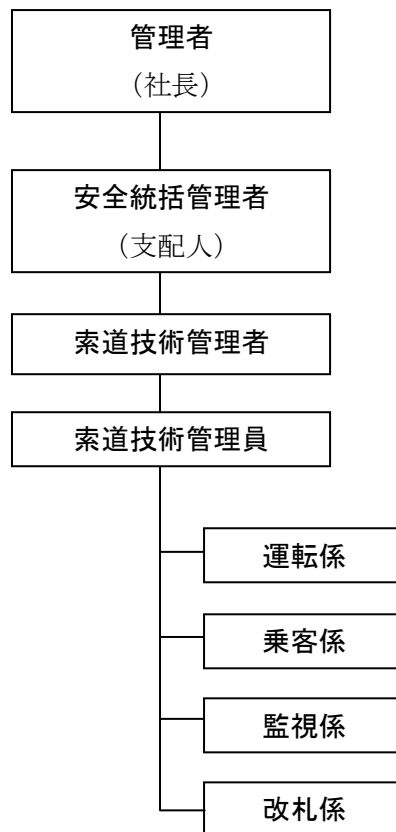 管理者
（社長）
安全統括管理者
（支配人）
索道技術管理者
索道技術管理員
運転係
乗客係
監視係
改札係